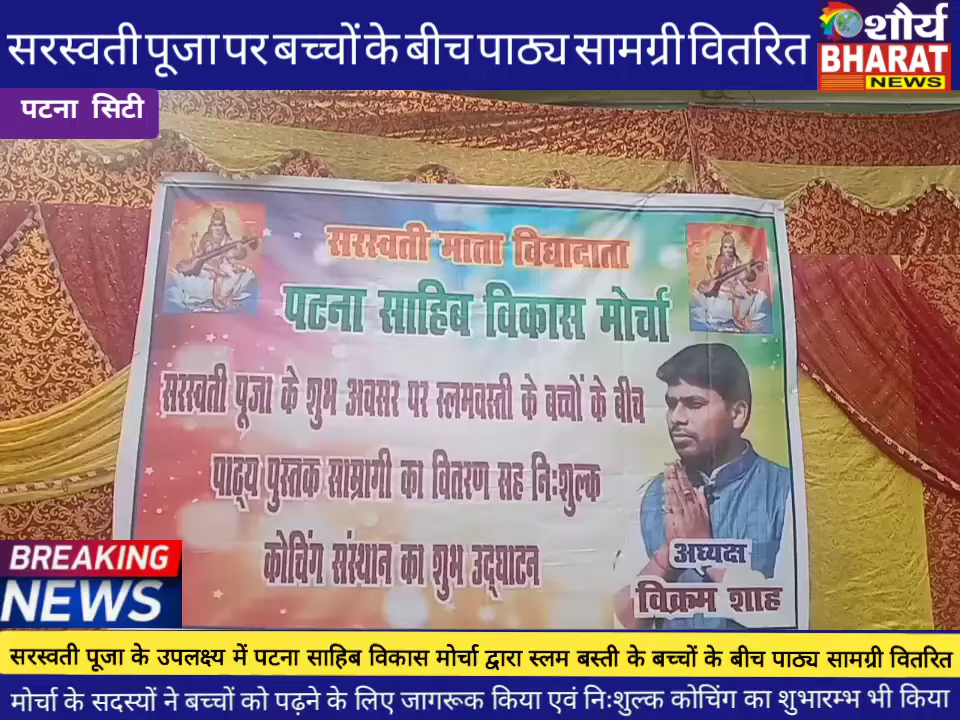 सरस्वती पूजा पर बच्चों के बीच पाठ्य सामग्री वितरित
शौर्य
BHARAT
NEWS
पटना सिटी
सरस्वती माता विद्यादाता
पटना साहिब विकास मोर्चा
सरस्वती पूजा के शुभ अवसर पर स्लमवस्ती के बच्चों के बीच
पाठ्य पुस्तक साम्रागी का वितरण सह निःशुल्क
कोचिंग संस्थान का शुभ उद्घाटन
अध्यक्ष
विक्रम शाह
BREAKING
NEWS
सरस्वती पूजा के उपलक्ष्य में पटना साहिब विकास मोर्चा द्वारा स्लम बस्ती के बच्चों के बीच पाठ्य सामग्री वितरित
मोर्चा के सदस्यों ने बच्चों को पढ़ने के लिए जागरूक किया एवं निःशुल्क कोचिंग का शुभारम्भ भी किया